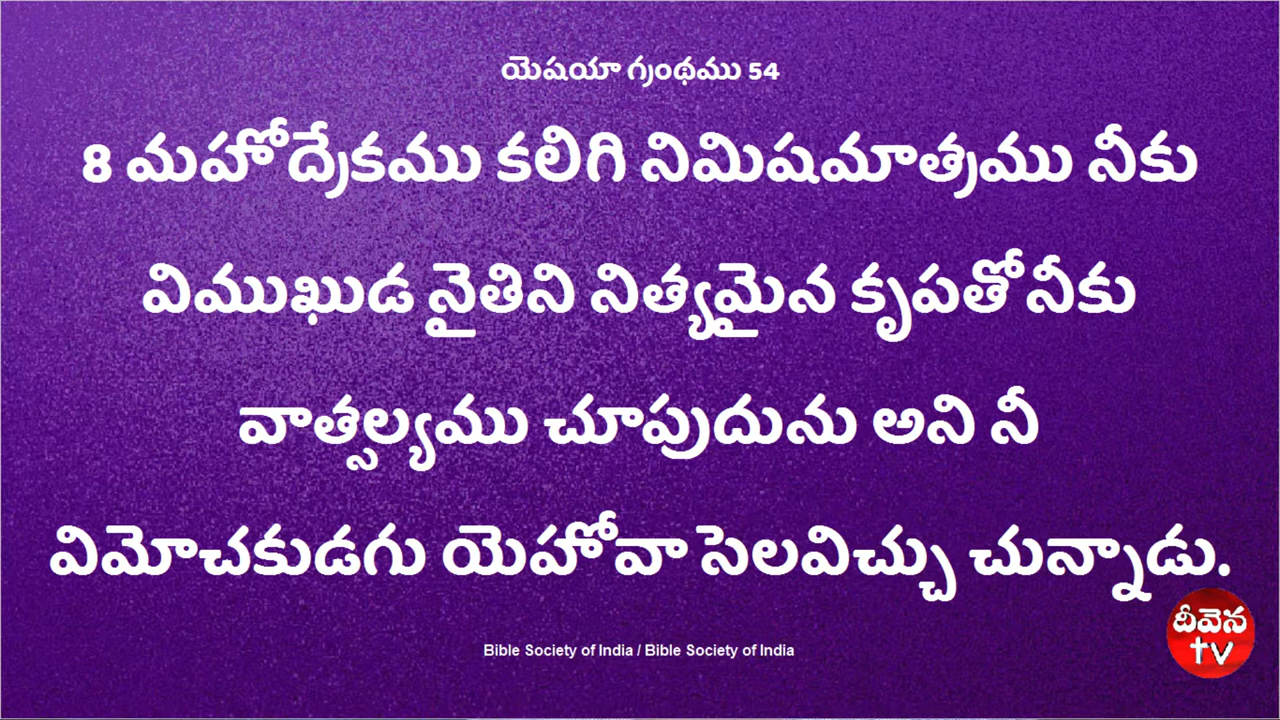 యెషయా గ్రంథము 54
8 మహోద్రేకము కలిగి నిమిషమాత్రము నీకు
విముఖుడ నైతిని నిత్యమైన కృపతో నీకు
వాత్సల్యము చూపుదును అని నీ
విమోచకుడగు యెహోవా సెలవిచ్చు చున్నాడు.
దీవెన
tv
Bible Society of India / Bible Society of India